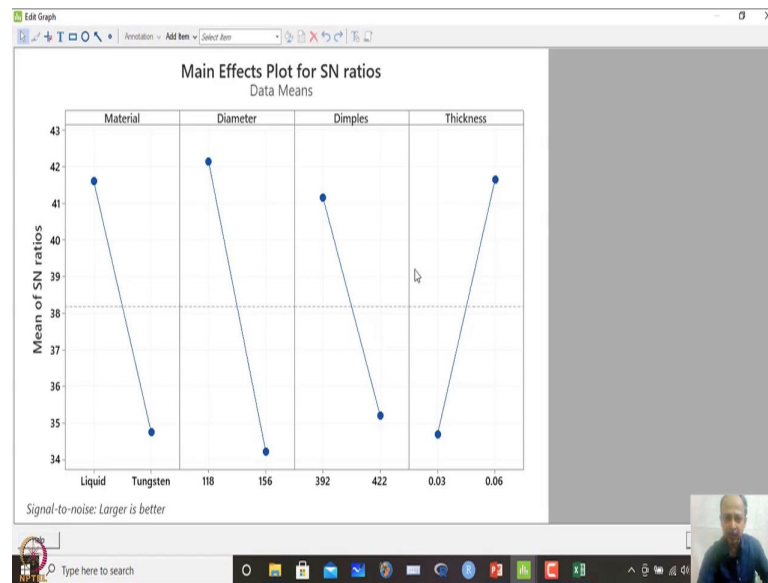 Edit Graph
Annotation Add Item Select Item
Main Effects Plot for SN ratios
Data Means
Material Diameter Dimples Thickness
Mean of SN ratios
43
42
41
40
39
38
37
36
35
34
Liquid Tungsten 118 156 392 422 0.03 0.06
Signal-to-noise: Larger is better
NPTEL
Type here to search